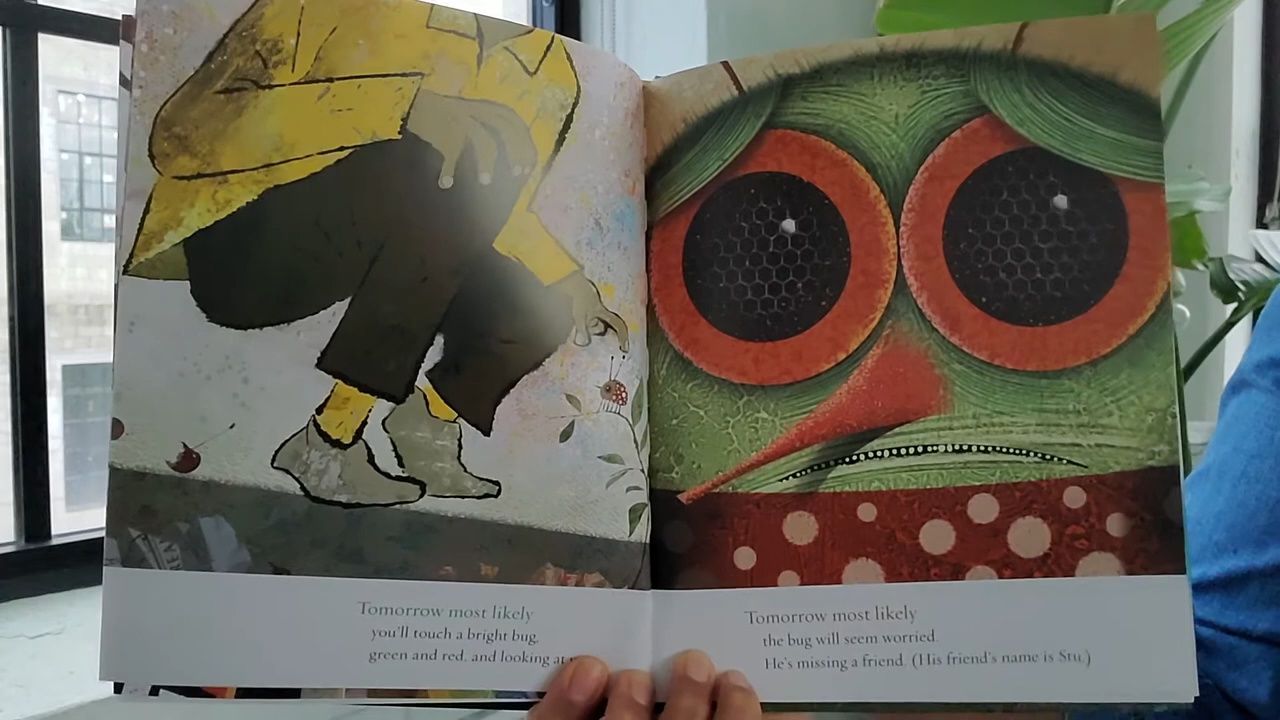 Tomorrow most likely
you'll touch a bright bug,
green and red, and looking at
Tomorrow most likely
the bug will seem worried.
He's missing a friend. (His friend's name is Stu.)